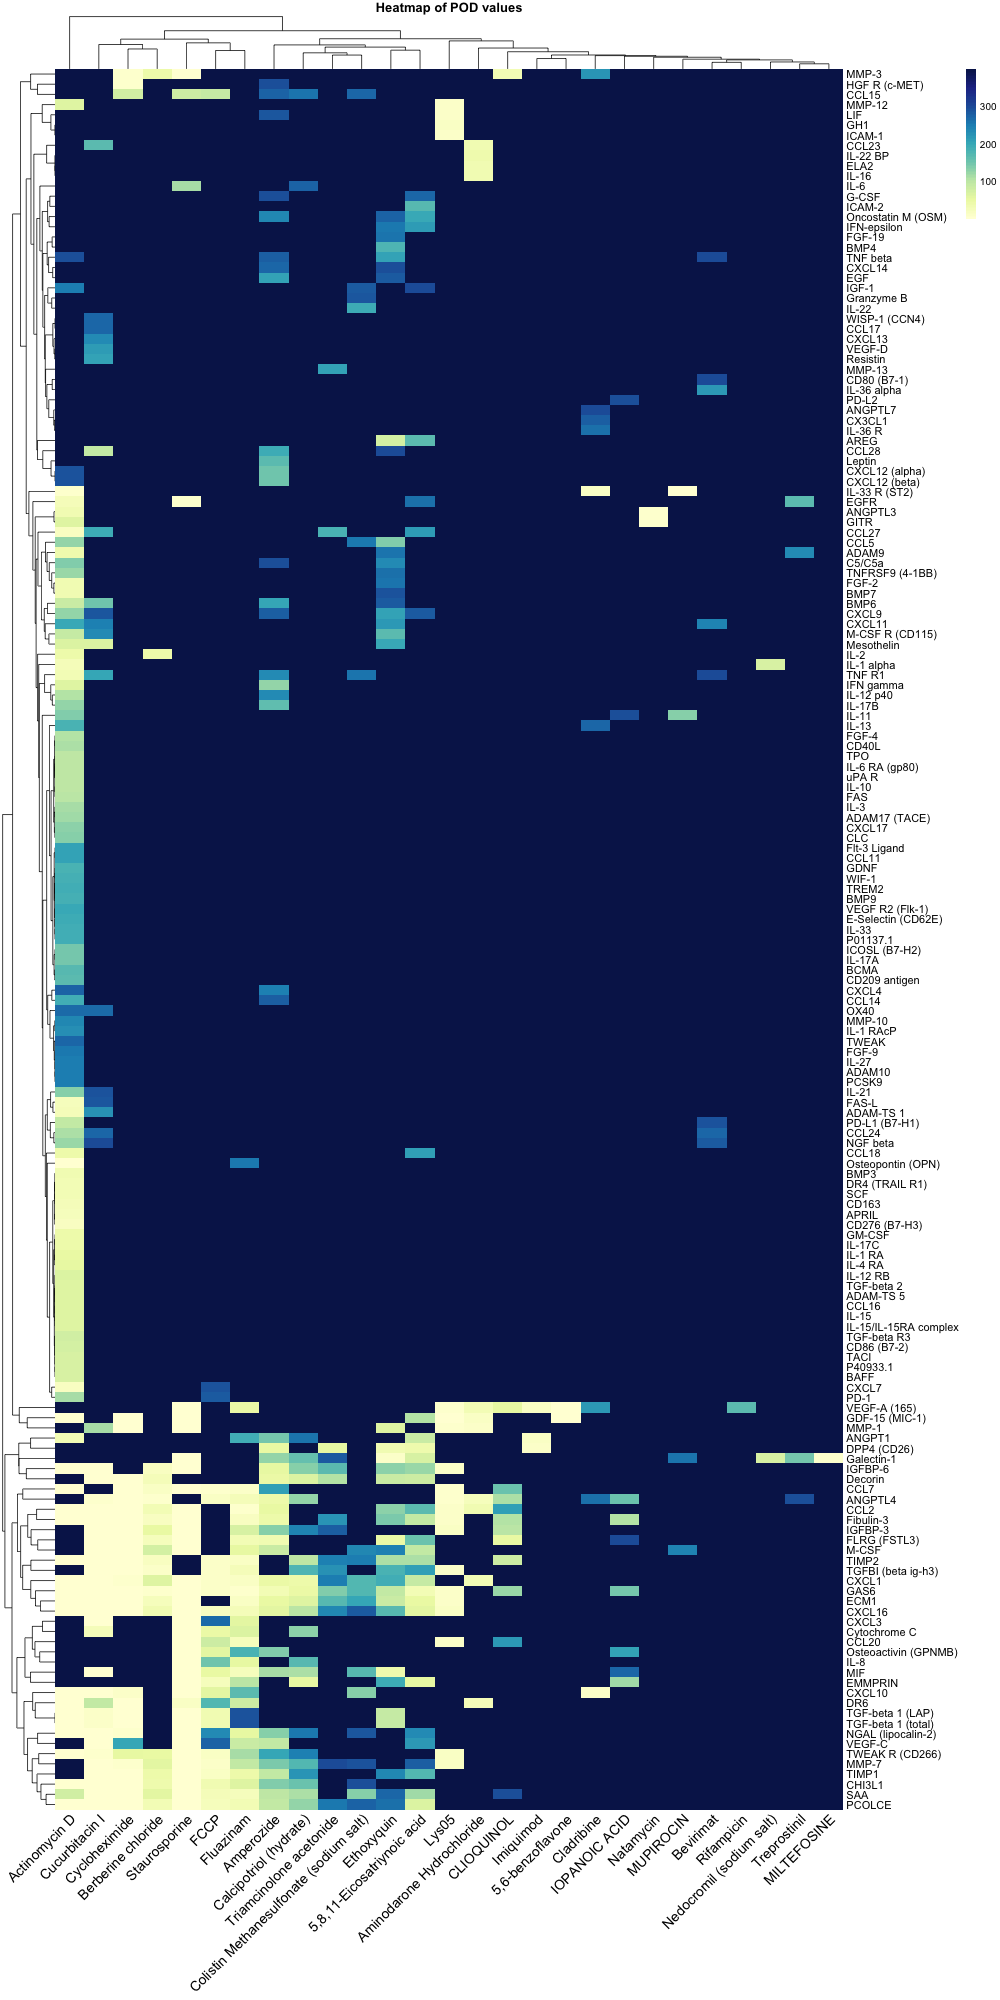 Heatmap of POD values
MMP-3
HGF R (c-MET)
CCL15
MMP-12
LIF
GH1
ICAM-1
CCL23
IL-22 BP
ELA2
IL-16
IL-6
G-CSF
ICAM-2
Oncostatin M (OSM)
IFN-epsilon
FGF-19
BMP4
TNF beta
CXCL14
EGF
IGF-1
Granzyme B
IL-22
WISP-1 (CCN4)
CCL17
CXCL13
VEGF-D
Resistin
MMP-13
CD80 (B7-1)
IL-36 alpha
PD-L2
ANGPTL7
CX3CL1
IL-36 R
AREG
CCL28
Leptin
CXCL12 (alpha)
CXCL12 (beta)
IL-33 R (ST2)
EGFR
ANGPTL3
GITR
CCL27
CCL5
ADAM9
C5/C5a
TNFRSF9 (4-1BB)
FGF-2
BMP7
BMP6
CXCL9
CXCL11
M-CSF R (CD115)
Mesothelin
IL-2
IL-1 alpha
TNF R1
IFN gamma
IL-12 p40
IL-17B
IL-11
IL-13
FGF-4
CD40L
TPO
IL-6 RA (gp80)
uPA R
IL-10
FAS
IL-3
ADAM17 (TACE)
CXCL17
CLC
Flt-3 Ligand
CCL11
GDNF
WIF-1
TREM2
BMP9
VEGF R2 (Flk-1)
E-Selectin (CD62E)
IL-33
P01137.1
ICOSL (B7-H2)
IL-17A
BCMA
CD209 antigen
CXCL4
CCL14
OX40
MMP-10
IL-1 RAcP
TWEAK
FGF-9
IL-27
ADAM10
PCSK9
IL-21
FAS-L
ADAM-TS 1
PD-L1 (B7-H1)
CCL24
NGF beta
CCL18
Osteopontin (OPN)
BMP3
DR4 (TRAIL R1)
SCF
CD163
APRIL
CD276 (B7-H3)
GM-CSF
IL-17C
IL-1 RA
IL-4 RA
IL-12 RB
TGF-beta 2
ADAM-TS 5
CCL16
IL-15
IL-15/IL-15RA complex
TGF-beta R3
CD86 (B7-2)
TACI
P40933.1
BAFF
CXCL7
PD-1
VEGF-A (165)
GDF-15 (MIC-1)
MMP-1
ANGPT1
DPP4 (CD26)
Galectin-1
IGFBP-6
Decorin
CCL7
ANGPTL4
CCL2
Fibulin-3
IGFBP-3
FLRG (FSTL3)
M-CSF
TIMP2
TGFBI (beta ig-h3)
CXCL1
GAS6
ECM1
CXCL16
CXCL3
Cytochrome C
CCL20
Osteoactivin (GPNMB)
IL-8
MIF
EMMPRIN
CXCL10
DR6
TGF-beta 1 (LAP)
TGF-beta 1 (total)
NGAL (lipocalin-2)
VEGF-C
TWEAK R (CD266)
MMP-7
TIMP1
CHI3L1
SAA
PCOLCE
300
200
100
0
Actinomycin D
Cucurbitacin I
Cycloheximide
Berberine chloride
Staurosporine
FCCP
Fluazinam
Amperozide
Calcipotriol (hydrate)
Triamcinolone acetonide
Colistin Methanesulfonate (sodium salt)
Ethoxyquin
5,8,11-Eicosatriynoic acid
Lys05
Aminodarone Hydrochloride
CLIOQUINOL
Imiquimod
5,6-benzoflavone
Cladribine
IOPANOIC ACID
Natamycin
MUPIROCIN
Bevirimat
Rifampicin
Nedocromil (sodium salt)
Treprostinil
MILTEFOSINE